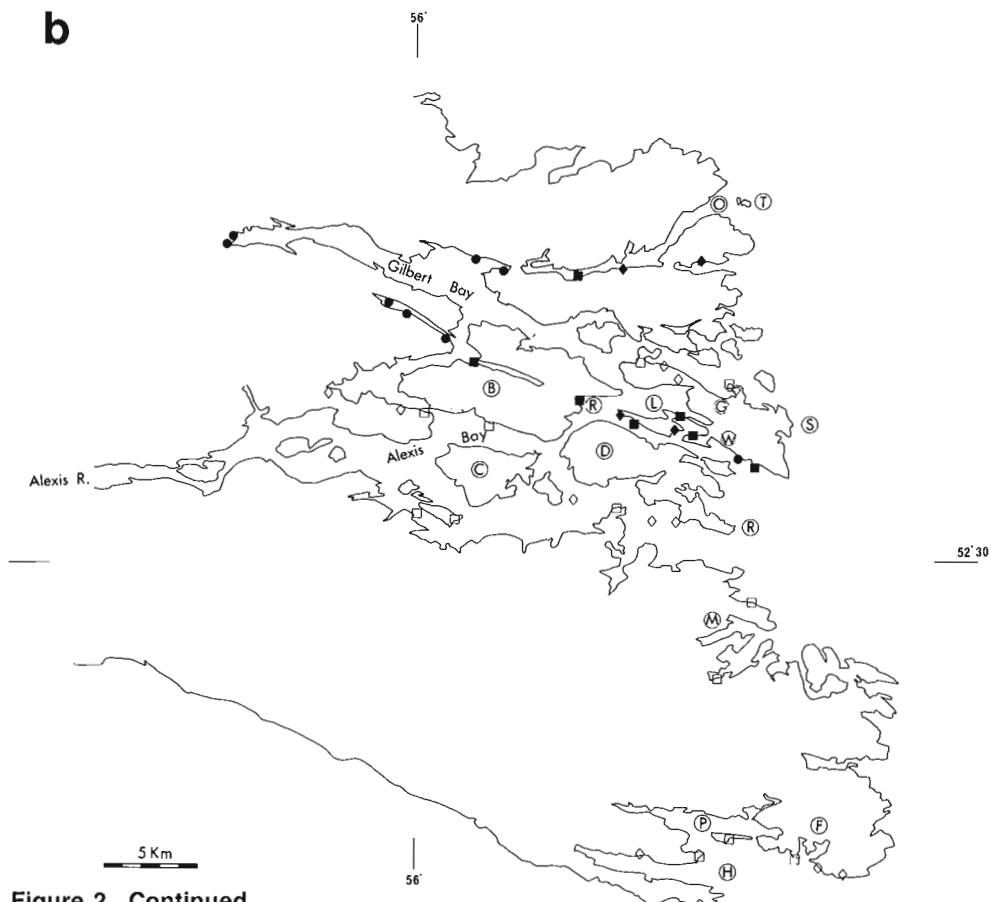 b
56°
T
Gilbert Bay
B
R
L
G
S
W
Alexis Bay
D
C
Alexis R.
R
52°30
M
P
F
5 Km
H
56°
Figure 2. Continued